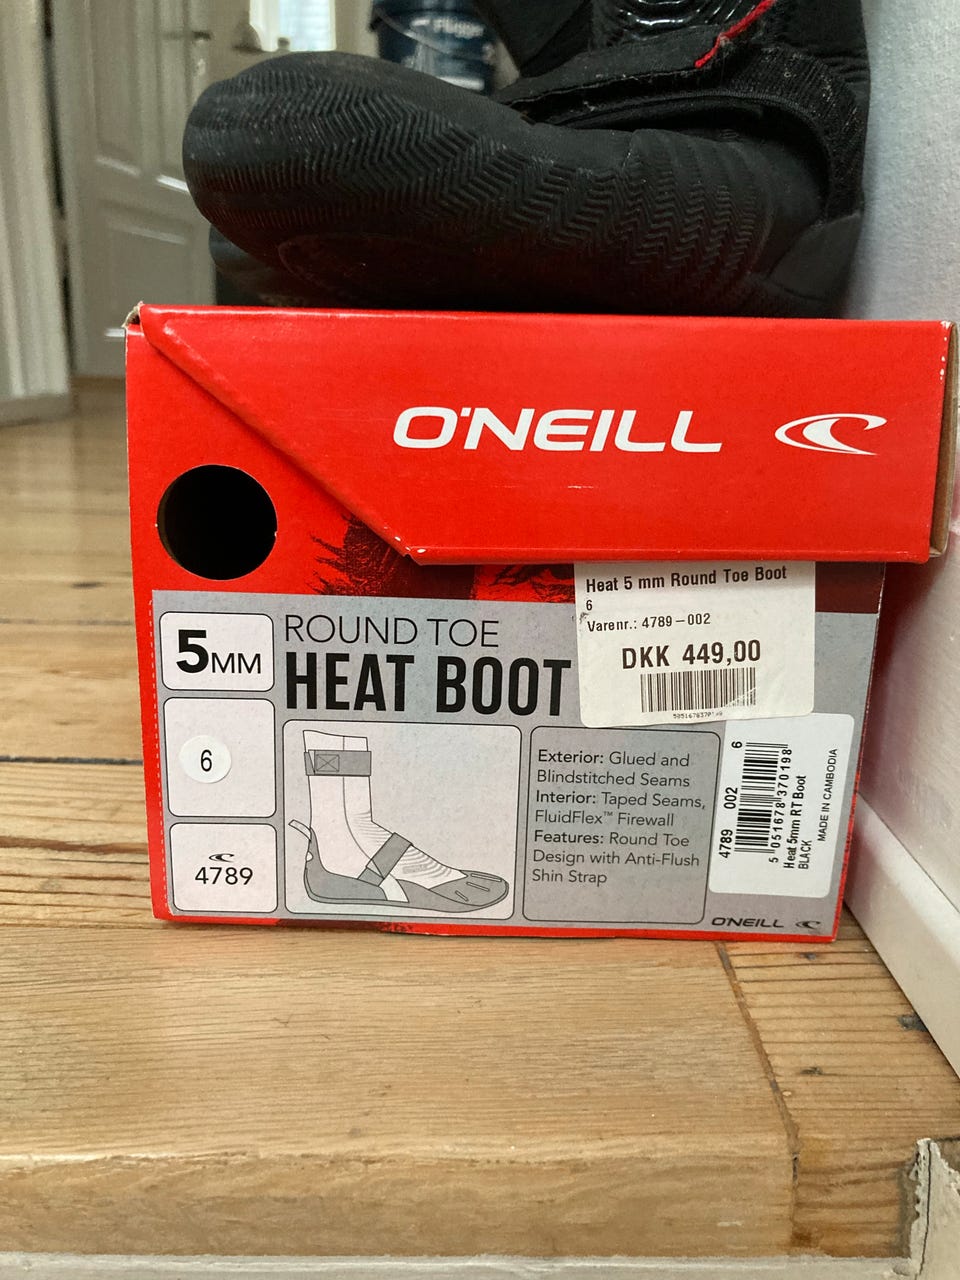 Flügger
O'NEILL
Heat 5 mm Round Toe Boot
6
Varenr.: 4789-002
DKK 449,00
5MM
ROUND TOE
HEAT BOOT
6
4789
Exterior: Glued and
Blindstitched Seams
Interior: Taped Seams,
FluidFlex™ Firewall
Features: Round Toe
Design with Anti-Flush
Shin Strap
4789 002 6
5 051678 370198
Heat 5mm RT Boot
BLACK
MADE IN CAMBODIA
O'NEILL